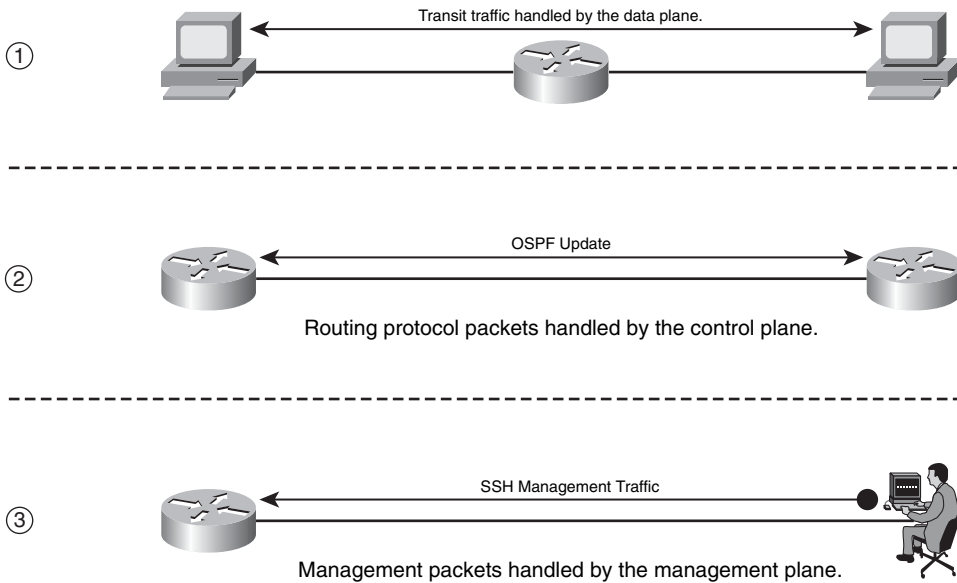 ①
Transit traffic handled by the data plane.
②
OSPF Update
Routing protocol packets handled by the control plane.
③
SSH Management Traffic
Management packets handled by the management plane.